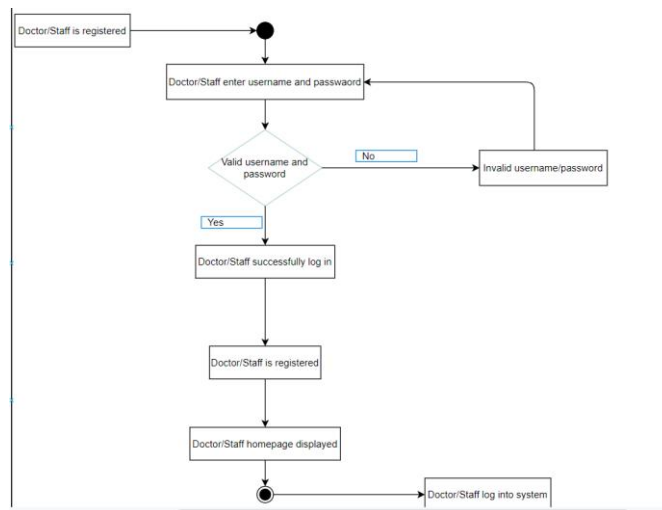 Doctor/Staff is registered
Doctor/Staff enter username and passwaord
Valid username and
password
No
Invalid username/password
Yes
Doctor/Staff successfully log in
Doctor/Staff is registered
Doctor/Staff homepage displayed
Doctor/Staff log into system